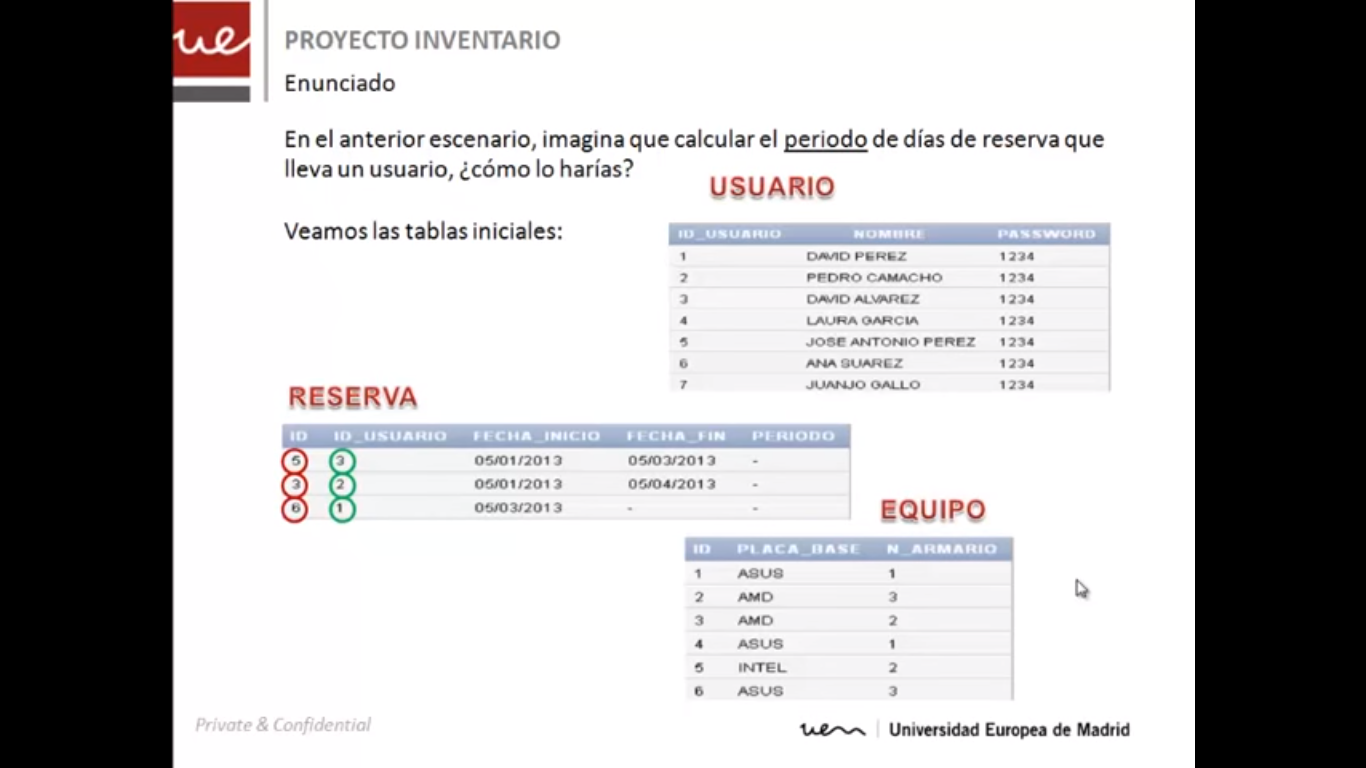 ue
PROYECTO INVENTARIO
Enunciado
En el anterior escenario, imagina que calcular el periodo de días de reserva que
lleva un usuario, ¿cómo lo harías?
USUARIO
Veamos las tablas iniciales:
ID_USUARIO NOMBRE PASSWORD
1 DAVID PEREZ 1234
2 PEDRO CAMACHO 1234
3 DAVID ALVAREZ 1234
4 LAURA GARCIA 1234
5 JOSE ANTONIO PEREZ 1234
6 ANA SUAREZ 1234
7 JUANJO GALLO 1234
RESERVA
ID ID_USUARIO FECHA_INICIO FECHA_FIN PERIODO
5 3 05/01/2013 05/03/2013 -
3 2 05/01/2013 05/04/2013 -
6 1 05/03/2013 - -
EQUIPO
ID PLACA_BASE N_ARMARIO
1 ASUS 1
2 AMD 3
3 AMD 2
4 ASUS 1
5 INTEL 2
6 ASUS 3
Private & Confidential
uem Universidad Europea de Madrid